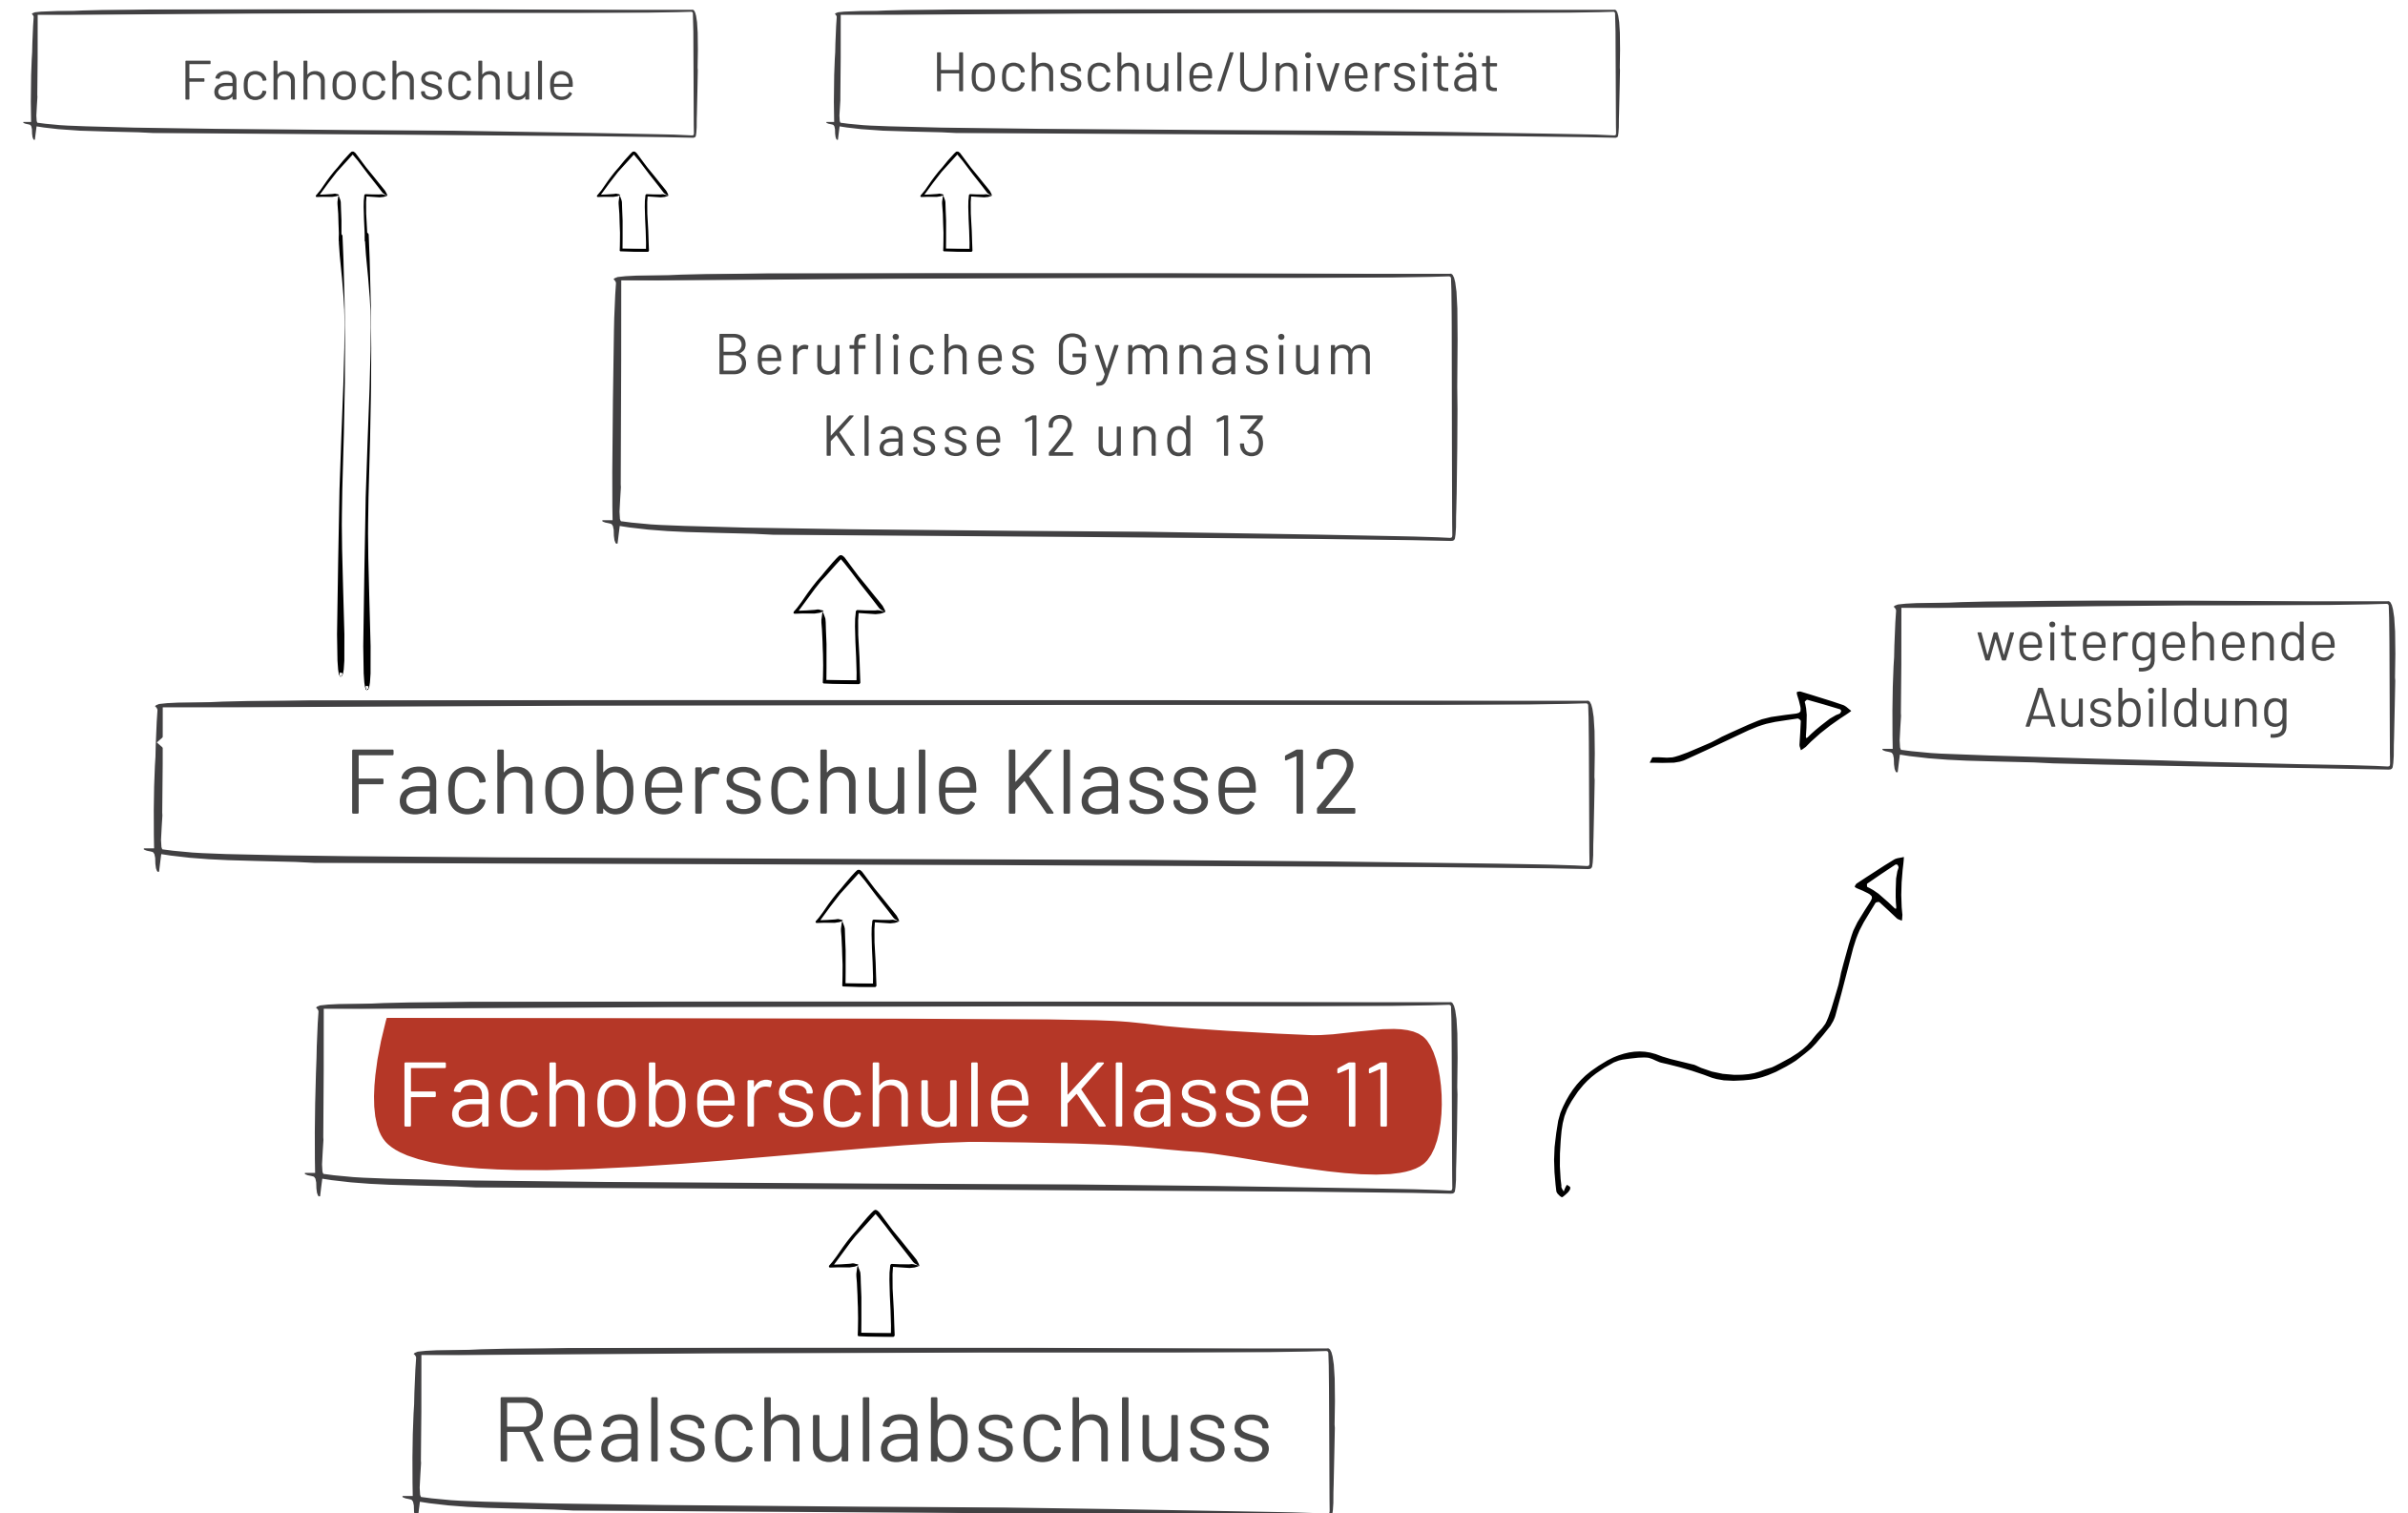 Fachhochschule
Hochschule/Universität
Berufliches Gymnasium
Klasse 12 und 13
weitergehende
Ausbildung
Fachoberschule Klasse 12
Fachoberschule Klasse 11
Realschulabschluss